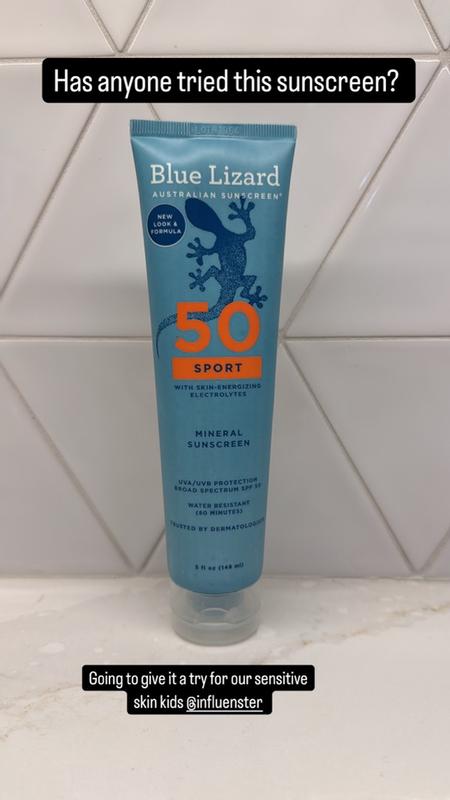 Has anyone tried this sunscreen?
Blue Lizard
AUSTRALIAN SUNSCREEN®
NEW
LOOK &
FORMULA
50
SPORT
WITH SKIN-ENERGIZING
ELECTROLYTES
MINERAL
SUNSCREEN
UVA/UVB PROTECTION
BROAD SPECTRUM SPF 50
WATER RESISTANT
(80 MINUTES)
TRUSTED BY DERMATOLOGISTS
5 fl oz (148 ml)
Going to give it a try for our sensitive
skin kids @influenster